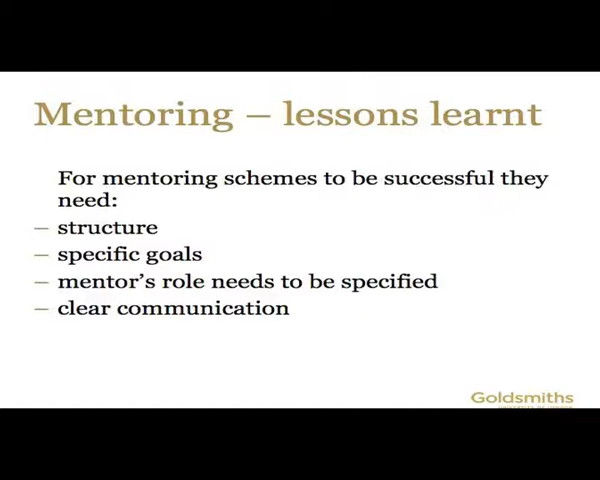 Mentoring – lessons learnt
For mentoring schemes to be successful they
need:
– structure
– specific goals
– mentor's role needs to be specified
– clear communication
Goldsmiths